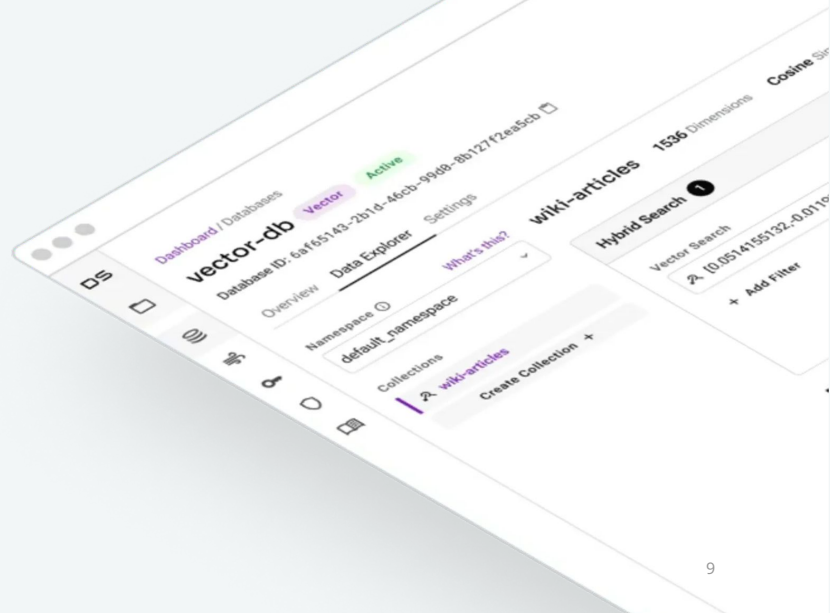 DS
Dashboard / Databases
vector-db Vector Active
Database ID: 6af65143-2b1d-46cb-99d0-8b127f2ea5cb
Overview Data Explorer Settings
Namespace What's this?
default_namespace
Collections
wiki-articles
Create Collection +
wiki-articles 1536 Dimensions Cosine
Hybrid Search 1
Vector Search
[0.0514155132,-0.0119
+ Add Filter
9